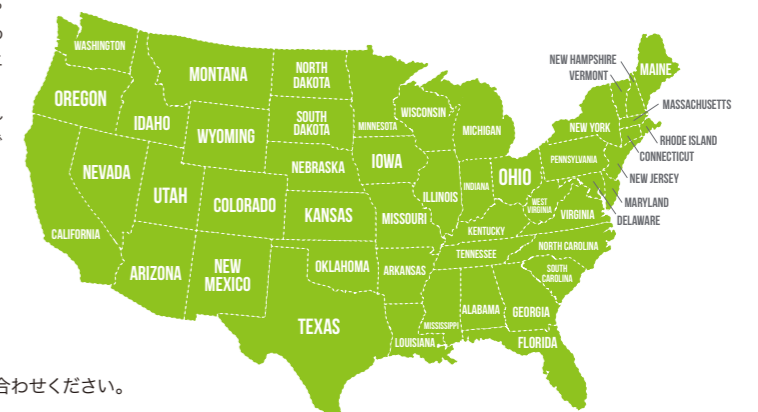 WASHINGTON
OREGON
IDAHO
MONTANA
NORTH
DAKOTA
SOUTH
DAKOTA
WYOMING
NEVADA
UTAH
COLORADO
CALIFORNIA
ARIZONA
NEW
MEXICO
NEBRASKA
KANSAS
OKLAHOMA
TEXAS
MINNESOTA
IOWA
MISSOURI
ARKANSAS
LOUISIANA
WISCONSIN
ILLINOIS
MICHIGAN
INDIANA
OHIO
KENTUCKY
TENNESSEE
MISSISSIPPI
ALABAMA
GEORGIA
FLORIDA
SOUTH
CAROLINA
NORTH CAROLINA
VIRGINIA
WEST
VIRGINIA
PENNSYLVANIA
NEW YORK
NEW HAMPSHIRE
VERMONT
MAINE
MASSACHUSETTS
RHODE ISLAND
CONNECTICUT
NEW JERSEY
MARYLAND
DELAWARE
合わせください。